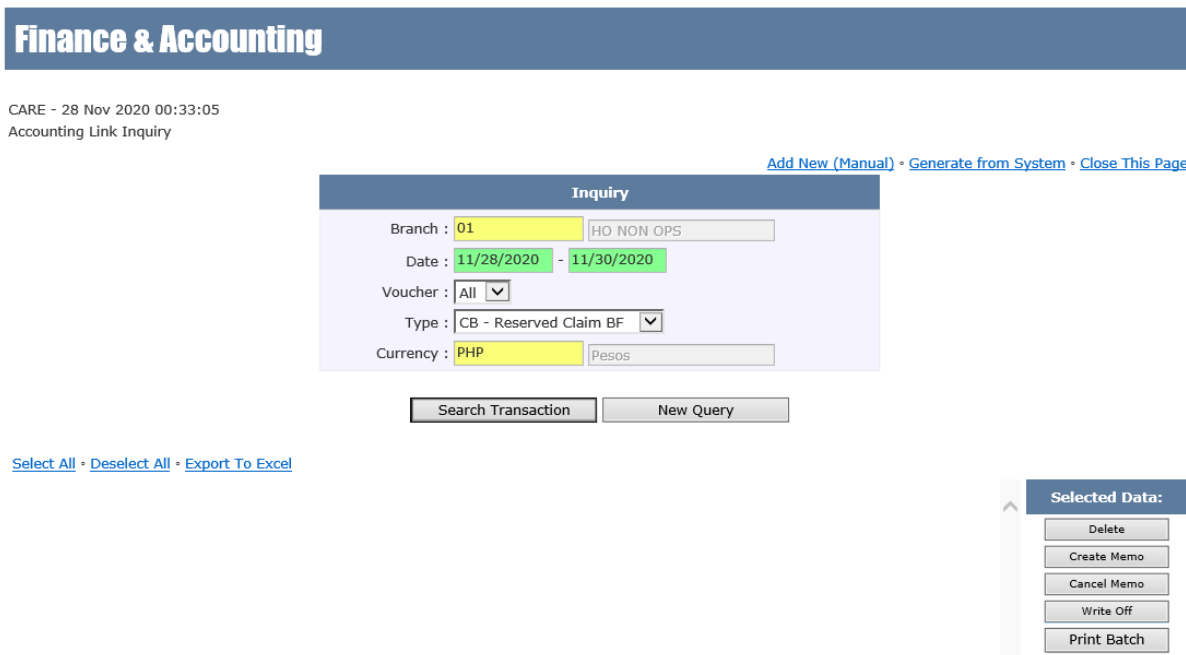 Finance & Accounting
CARE - 28 Nov 2020 00:33:05
Accounting Link Inquiry
Add New (Manual) ◦ Generate from System ◦ Close This Page
Inquiry
Branch : 01 HO NON OPS
Date : 11/28/2020 - 11/30/2020
Voucher : All
Type : CB - Reserved Claim BF
Currency : PHP Pesos
Search Transaction New Query
Select All ◦ Deselect All ◦ Export To Excel
Selected Data:
Delete
Create Memo
Cancel Memo
Write Off
Print Batch